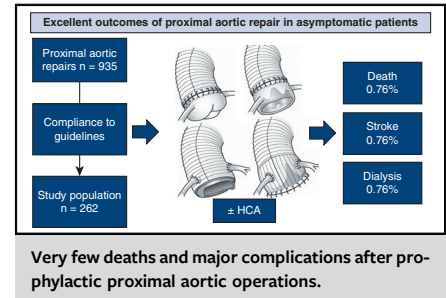 Excellent outcomes of proximal aortic repair in asymptomatic patients
Proximal aortic
repairs n = 935
Compliance to
guidelines
Study population
n = 262
± HCA
Death
0.76%
Stroke
0.76%
Dialysis
0.76%
Very few deaths and major complications after pro-
phylactic proximal aortic operations.